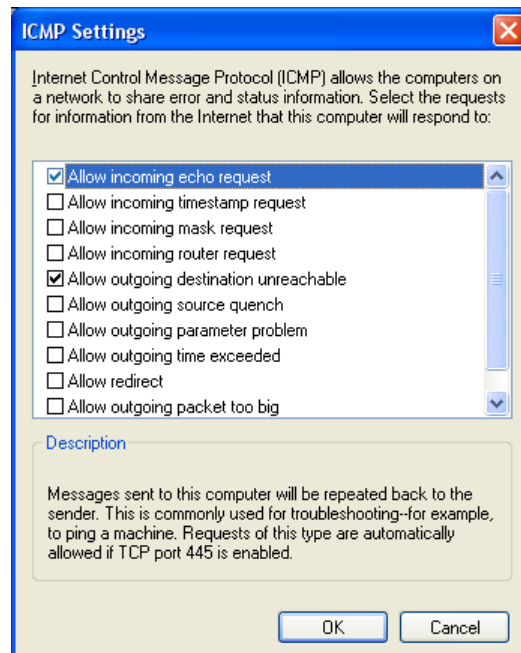 ICMP Settings
Internet Control Message Protocol (ICMP) allows the computers on
a network to share error and status information. Select the requests
for information from the Internet that this computer will respond to:
Allow incoming echo request
Allow incoming timestamp request
Allow incoming mask request
Allow incoming router request
Allow outgoing destination unreachable
Allow outgoing source quench
Allow outgoing parameter problem
Allow outgoing time exceeded
Allow redirect
Allow outgoing packet too big
Description
Messages sent to this computer will be repeated back to the
sender. This is commonly used for troubleshooting--for example,
to ping a machine. Requests of this type are automatically
allowed if TCP port 445 is enabled.
OK
Cancel